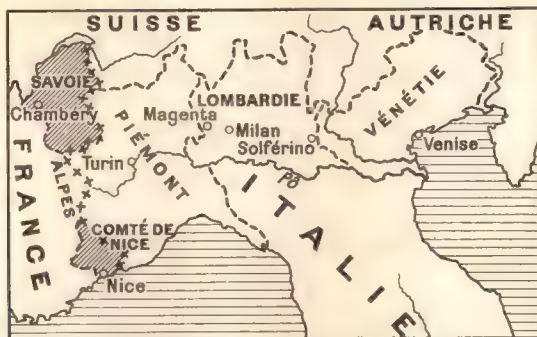 SUISSE
AUTRICHE
SAVOIE
Chambéry
LOMBARDIE
Magenta
Milan
Solférino
VÉNÉTIE
Venise
PIÉMONT
Turin
ALPES
FRANCE
Pô
ITALIE
COMTÉ DE
NICE
Nice